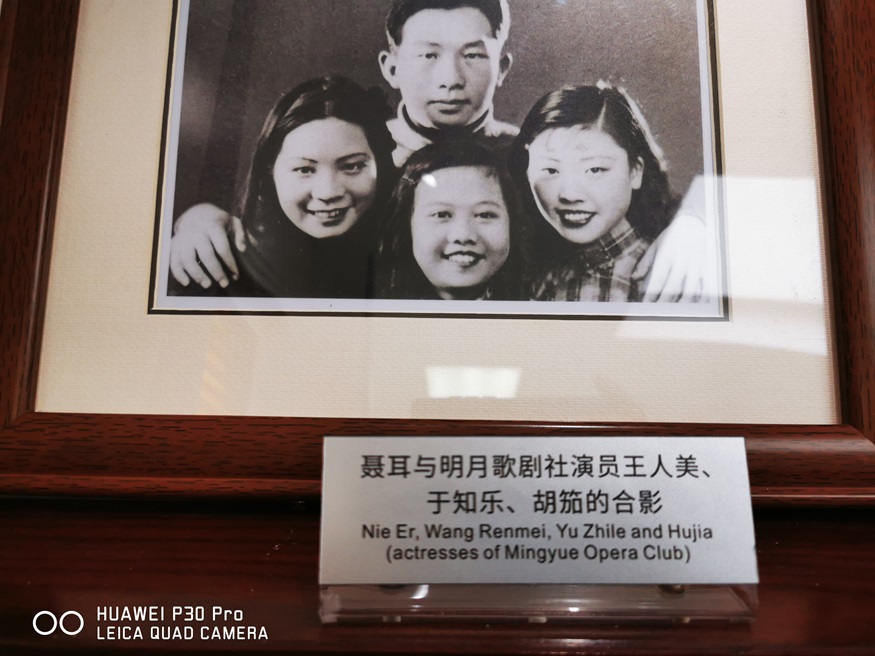 聂耳与明月歌剧社演员王人美、
于知乐、胡笳的合影
Nie Er, Wang Renmei, Yu Zhile and Hujia
(actresses of Mingyue Opera Club)
HUAWEI P30 Pro
LEICA QUAD CAMERA